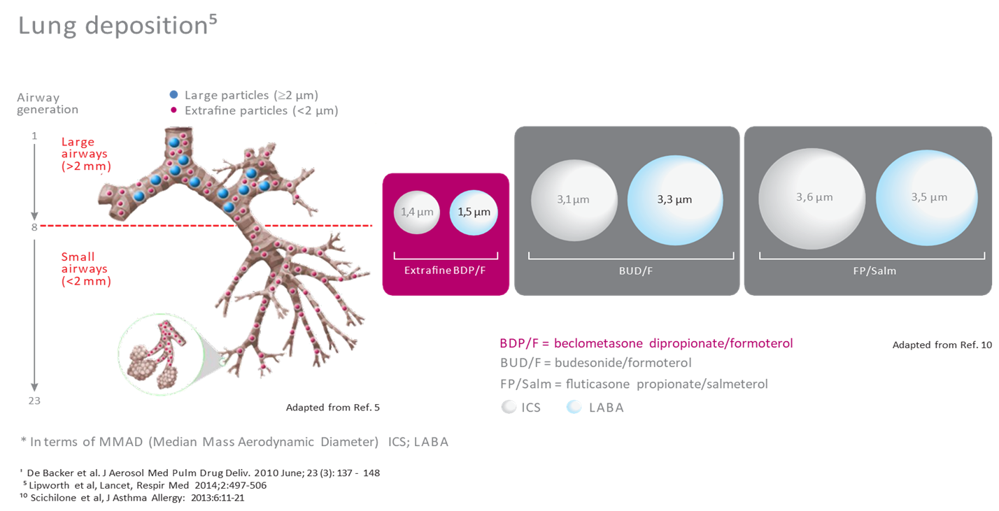 Lung deposition⁵
Airway
generation
Large particles (≥2 µm)
Extrafine particles (<2 µm)
1
Large
airways
(>2 mm)
8
Small
airways
(<2 mm)
23
Adapted from Ref. 5
1,4 µm
1,5 µm
Extrafine BDP/F
3,1 µm
3,3 µm
BUD/F
3,6 µm
3,5 µm
FP/Salm
BDP/F = beclometasone dipropionate/formoterol
Adapted from Ref. 10
BUD/F = budesonide/formoterol
FP/Salm = fluticasone propionate/salmeterol
ICS
LABA
* In terms of MMAD (Median Mass Aerodynamic Diameter) ICS; LABA
¹ De Backer et al. J Aerosol Med Pulm Drug Deliv. 2010 June; 23 (3): 137 - 148
⁵ Lipworth et al, Lancet, Respir Med 2014;2:497-506
¹⁰ Scichilone et al, J Asthma Allergy: 2013:6:11-21